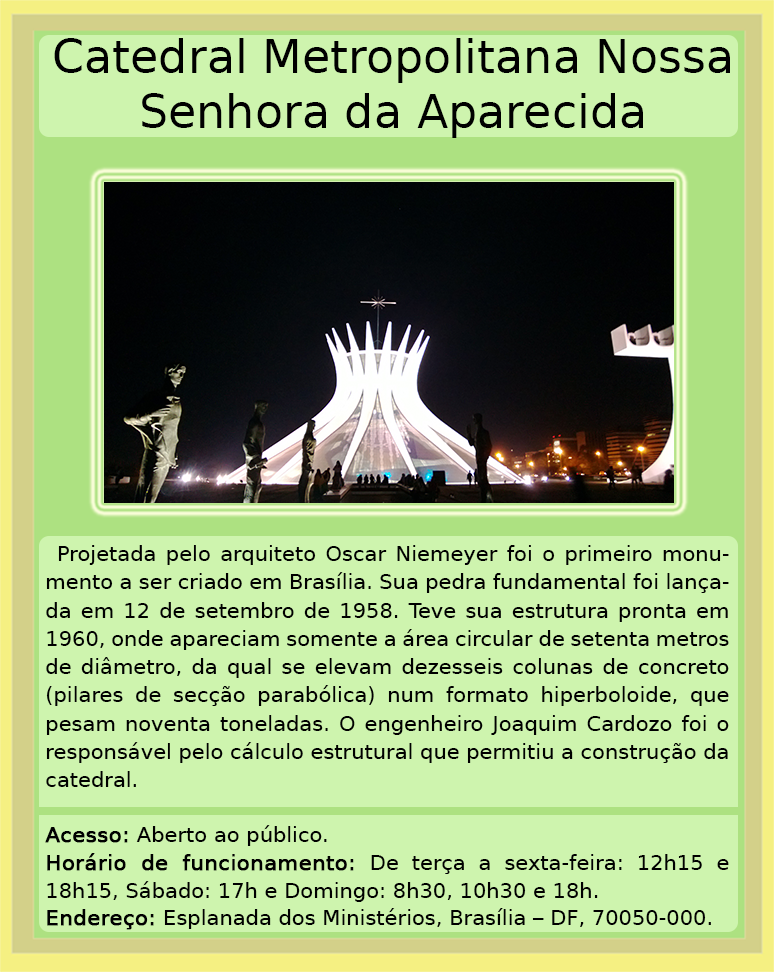 Catedral Metropolitana Nossa
Senhora da Aparecida
Projetada pelo arquiteto Oscar Niemeyer foi o primeiro monu-
mento a ser criado em Brasília. Sua pedra fundamental foi lança-
da em 12 de setembro de 1958. Teve sua estrutura pronta em
1960, onde apareciam somente a área circular de setenta metros
de diâmetro, da qual se elevam dezesseis colunas de concreto
(pilares de secção parabólica) num formato hiperboloide, que
pesam noventa toneladas. O engenheiro Joaquim Cardozo foi o
responsável pelo cálculo estrutural que permitiu a construção da
catedral.
Acesso: Aberto ao público.
Horário de funcionamento: De terça a sexta-feira: 12h15 e
18h15, Sábado: 17h e Domingo: 8h30, 10h30 e 18h.
Endereço: Esplanada dos Ministérios, Brasília – DF, 70050-000.